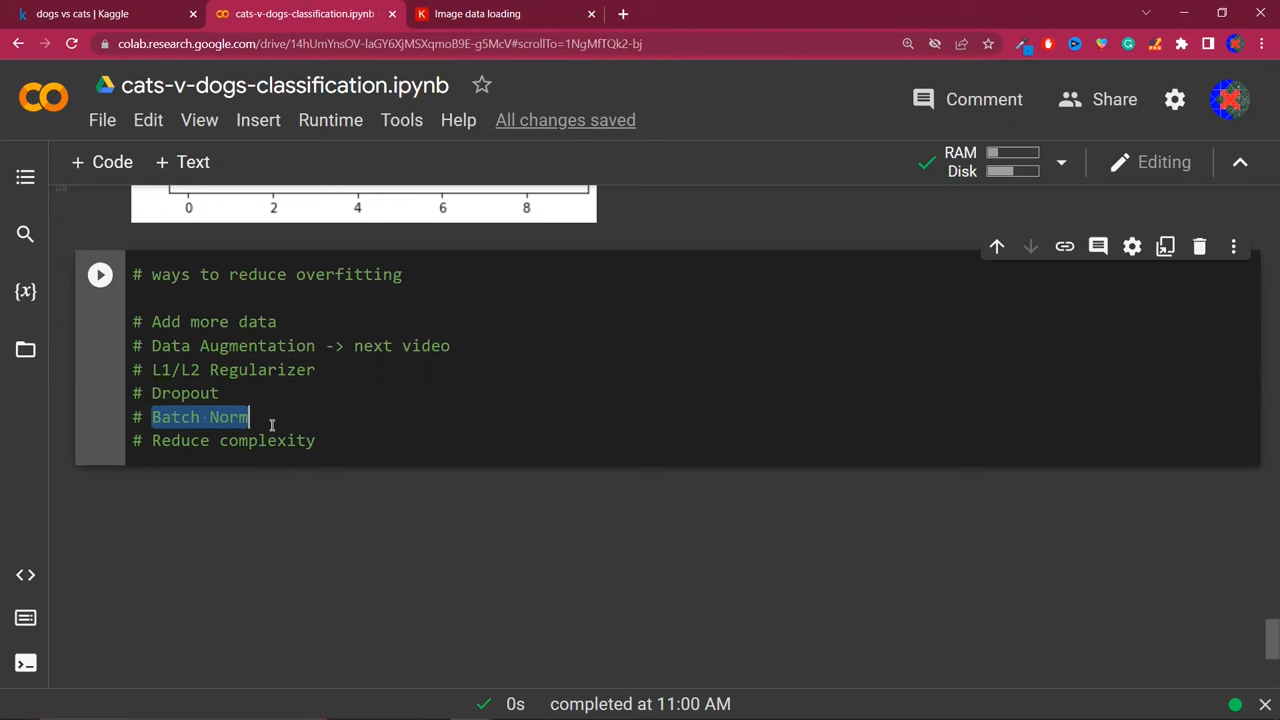 dogs vs cats | Kaggle
cats-v-dogs-classification.ipynb
Image data loading
colab.research.google.com/drive/14hUmYnsOV-laGY6XjMSXqmoB9E-g5McV#scrollTo=1NgMfTQk2-bj
cats-v-dogs-classification.ipynb
Comment
Share
File Edit View Insert Runtime Tools Help All changes saved
+ Code + Text
RAM
Disk
Editing
0s
0 2 4 6 8
# ways to reduce overfitting
# Add more data
# Data Augmentation -> next video
# L1/L2 Regularizer
# Dropout
# Batch Norm
# Reduce complexity
0s completed at 11:00 AM